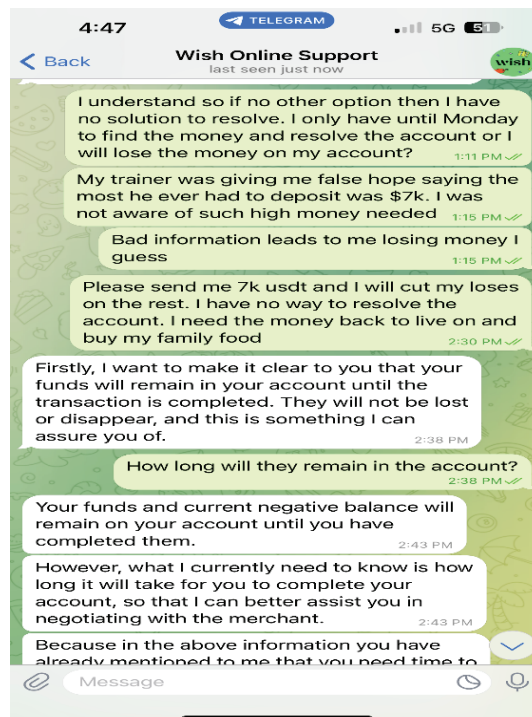 4:47
TELEGRAM
5G 51
Back
Wish Online Support
last seen just now
wish
I understand so if no other option then I have
no solution to resolve. I only have until Monday
to find the money and resolve the account or I
will lose the money on my account?
1:11 PM
My trainer was giving me false hope saying the
most he ever had to deposit was $7k. I was
not aware of such high money needed
1:15 PM
Bad information leads to me losing money I
guess
1:15 PM
Please send me 7k usdt and I will cut my loses
on the rest. I have no way to resolve the
account. I need the money back to live on and
buy my family food
2:30 PM
Firstly, I want to make it clear to you that your
funds will remain in your account until the
transaction is completed. They will not be lost
or disappear, and this is something I can
assure you of.
2:38 PM
How long will they remain in the account?
2:38 PM
Your funds and current negative balance will
remain on your account until you have
completed them.
2:43 PM
However, what I currently need to know is how
long it will take for you to complete your
account, so that I can better assist you in
negotiating with the merchant.
2:43 PM
Because in the above information you have
already mentioned to me that you need time to
Message